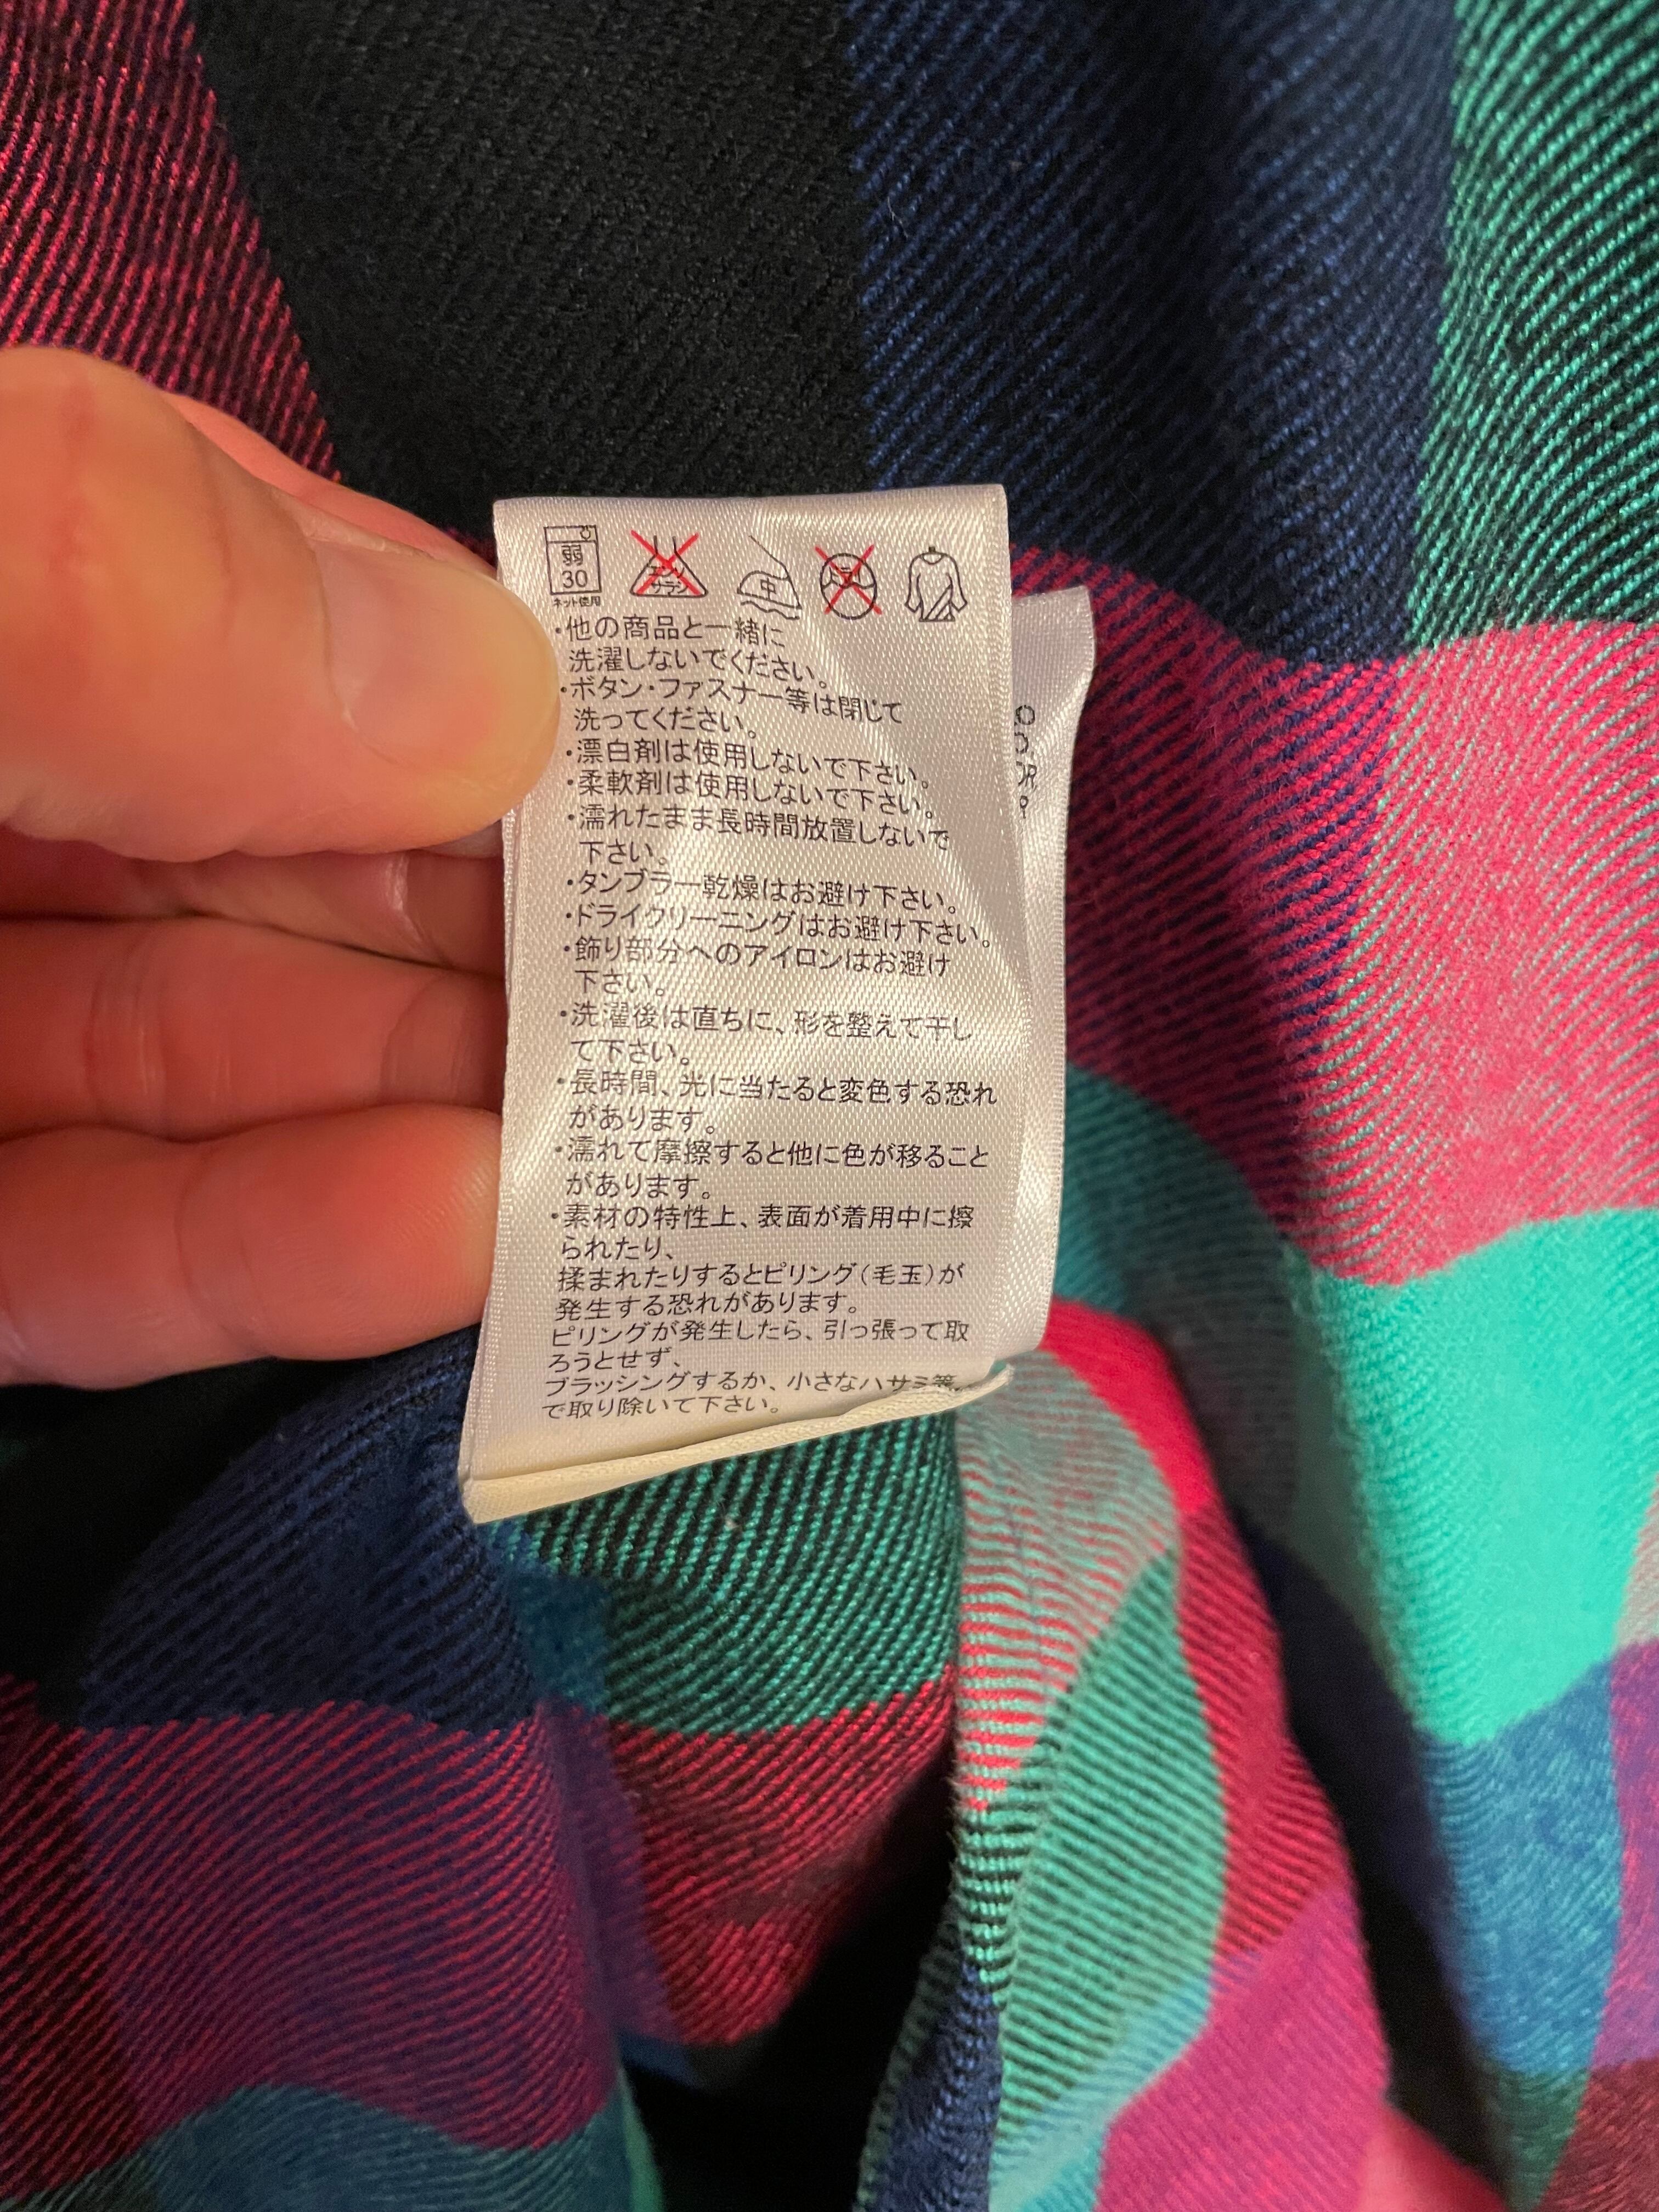 弱
30
ネット使用
エンソ
サラシ
中
ドライ
・他の商品と一緒に
洗濯しないでください。
・ボタン・ファスナー等は閉じて
洗ってください。
・漂白剤は使用しないで下さい。
・柔軟剤は使用しないで下さい。
・濡れたまま長時間放置しないで
下さい。
・タンブラー乾燥はお避け下さい。
・ドライクリーニングはお避け下さい。
・飾り部分へのアイロンはお避け
下さい。
・洗濯後は直ちに、形を整えて干し
て下さい。
・長時間、光に当たると変色する恐れ
があります。
・濡れて摩擦すると他に色が移ること
があります。
・素材の特性上、表面が着用中に擦
られたり、
揉まれたりするとピリング(毛玉)が
発生する恐れがあります。
ピリングが発生したら、引っ張って取
ろうとせず、
ブラッシングするか、小さなハサミ等
で取り除いて下さい。